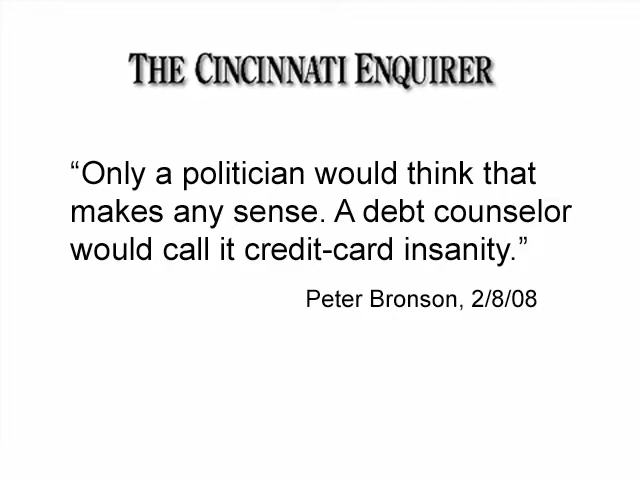 THE CINCINNATI ENQUIRER
“Only a politician would think that
makes any sense. A debt counselor
would call it credit-card insanity.”
Peter Bronson, 2/8/08